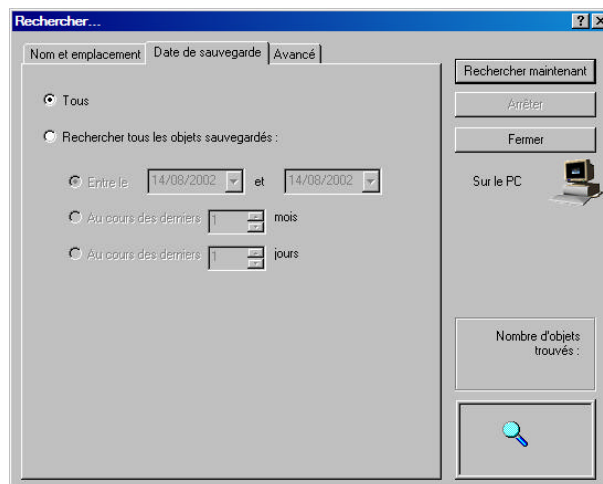 Rechercher...
Nom et emplacement Date de sauvegarde Avancé
Tous
Rechercher tous les objets sauvegardés :
Entre le 14/08/2002 et 14/08/2002
Au cours des derniers 1 mois
Au cours des derniers 1 jours
Rechercher maintenant
Arrêter
Fermer
Sur le PC
Nombre d'objets
trouvés :